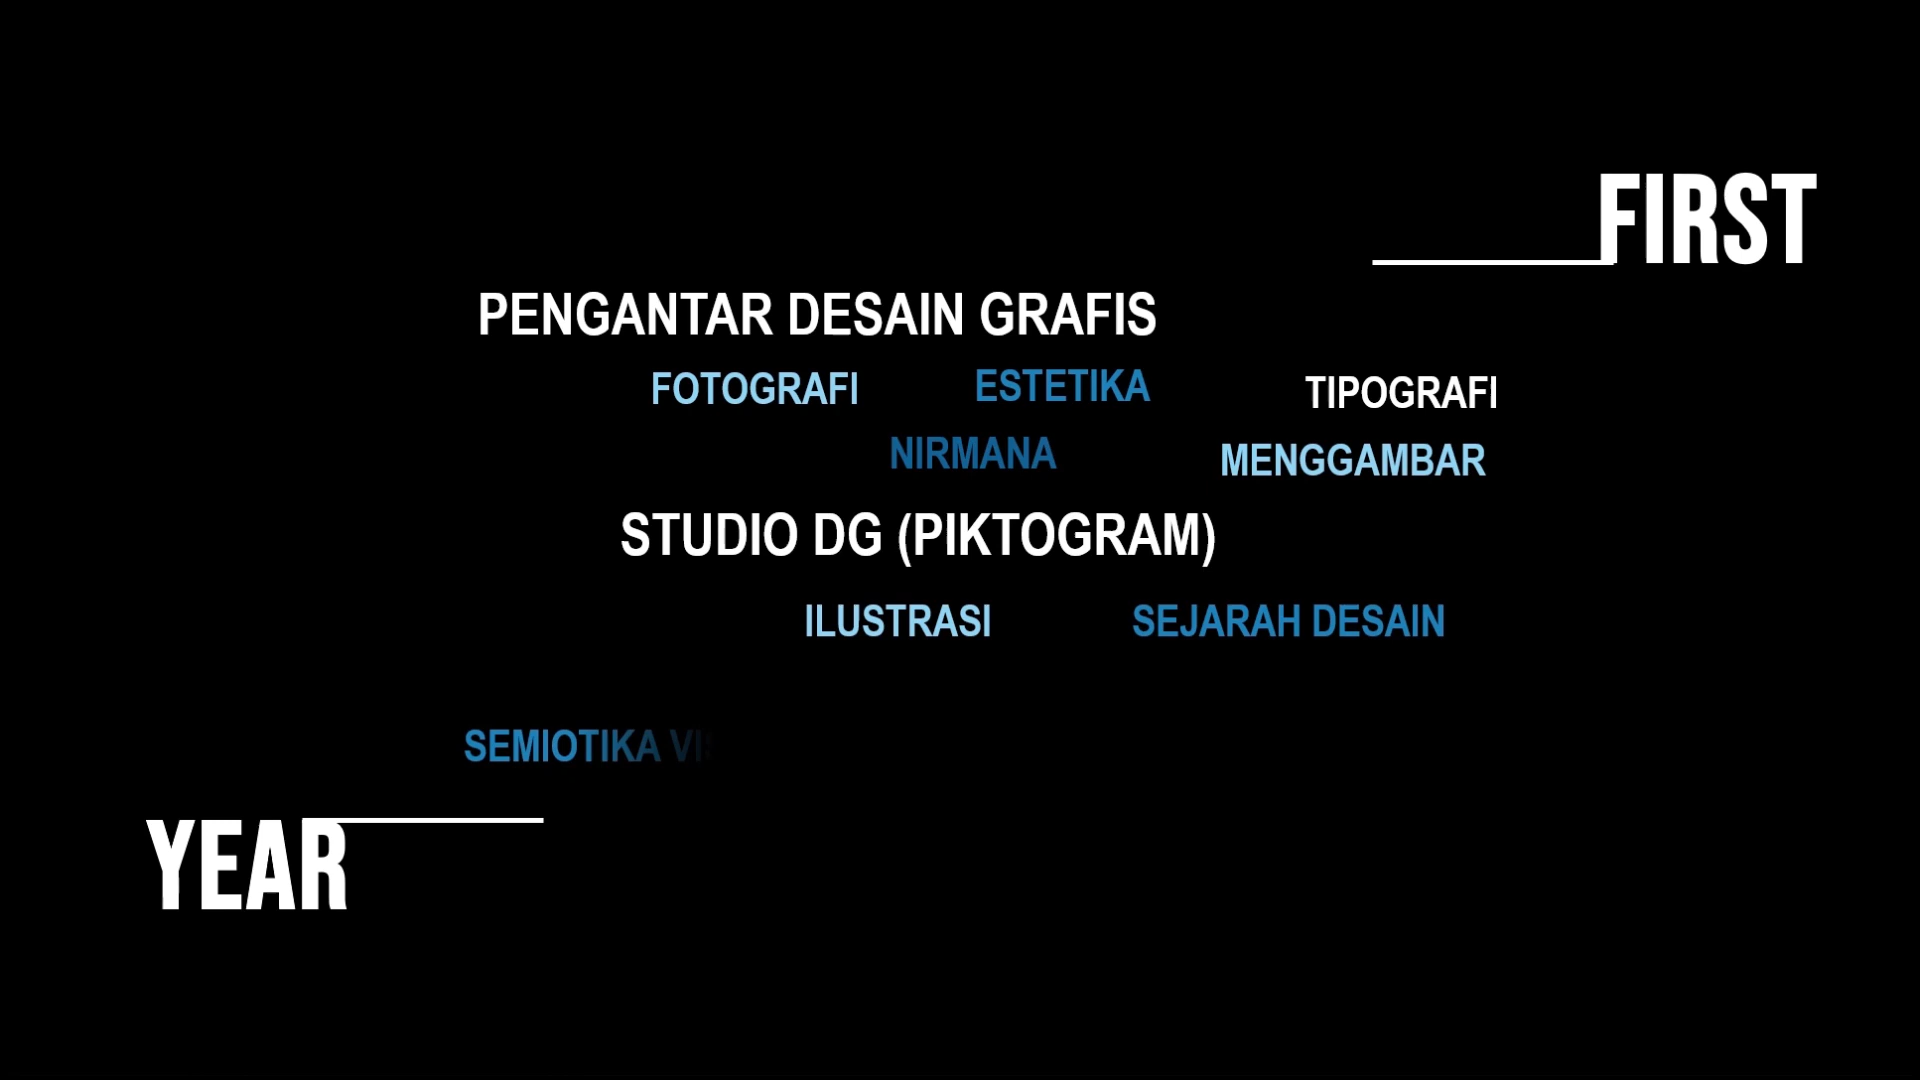 FIRST
PENGANTAR DESAIN GRAFIS
FOTOGRAFI ESTETIKA TIPOGRAFI
NIRMANA MENGGAMBAR
STUDIO DG (PIKTOGRAM)
ILUSTRASI SEJARAH DESAIN
SEMIOTIKA
YEAR